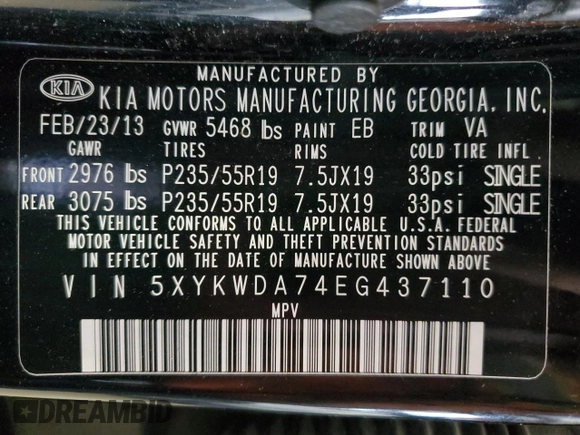 MANUFACTURED BY
KIA KIA MOTORS MANUFACTURING GEORGIA, INC.
FEB/23/13 GVWR 5468 lbs PAINT EB TRIM VA
GAWR TIRES RIMS COLD TIRE INFL
FRONT 2976 lbs P235/55R19 7.5JX19 33psi SINGLE
REAR 3075 lbs P235/55R19 7.5JX19 33psi SINGLE
THIS VEHICLE CONFORMS TO ALL APPLICABLE U.S.A. FEDERAL
MOTOR VEHICLE SAFETY AND THEFT PREVENTION STANDARDS
IN EFFECT ON THE DATE OF MANUFACTURE SHOWN ABOVE
VIN 5XYKWDA74EG437110
MPV
DREAMBID